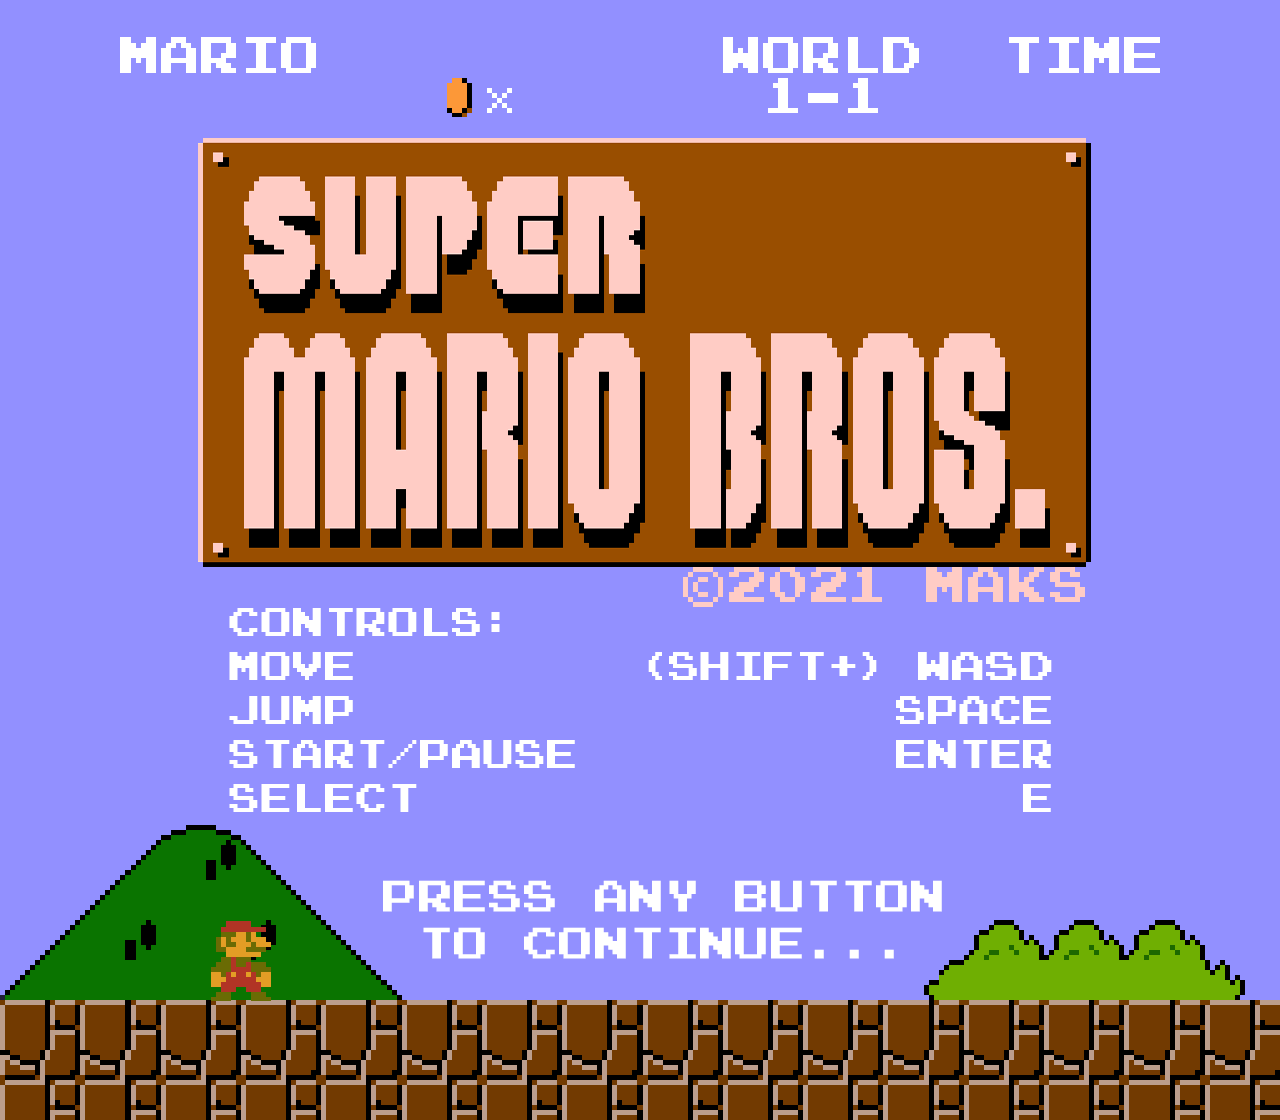 MARIO WORLD TIME
× 1-1
SUPER
MARIO BROS.
©2021 MAKS
CONTROLS:
MOVE (SHIFT+) WASD
JUMP SPACE
START/PAUSE ENTER
SELECT E
PRESS ANY BUTTON
TO CONTINUE...